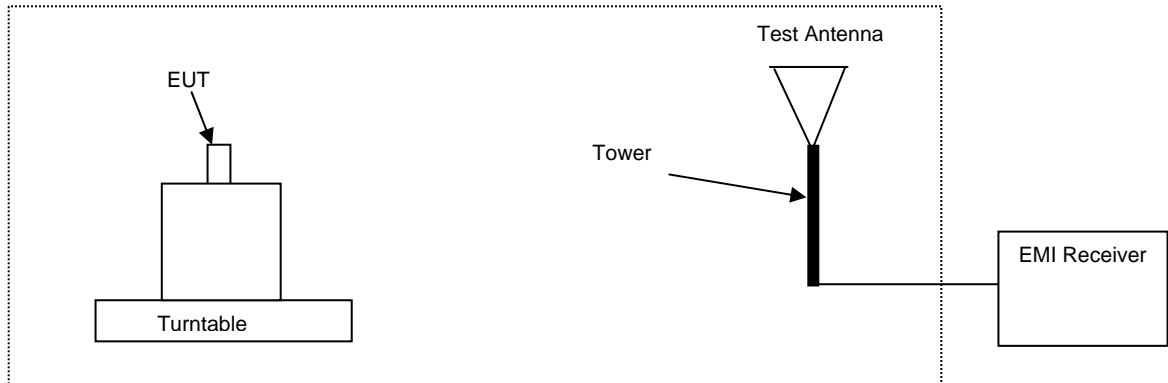 Test Antenna
EUT
Tower
EMI Receiver
Turntable